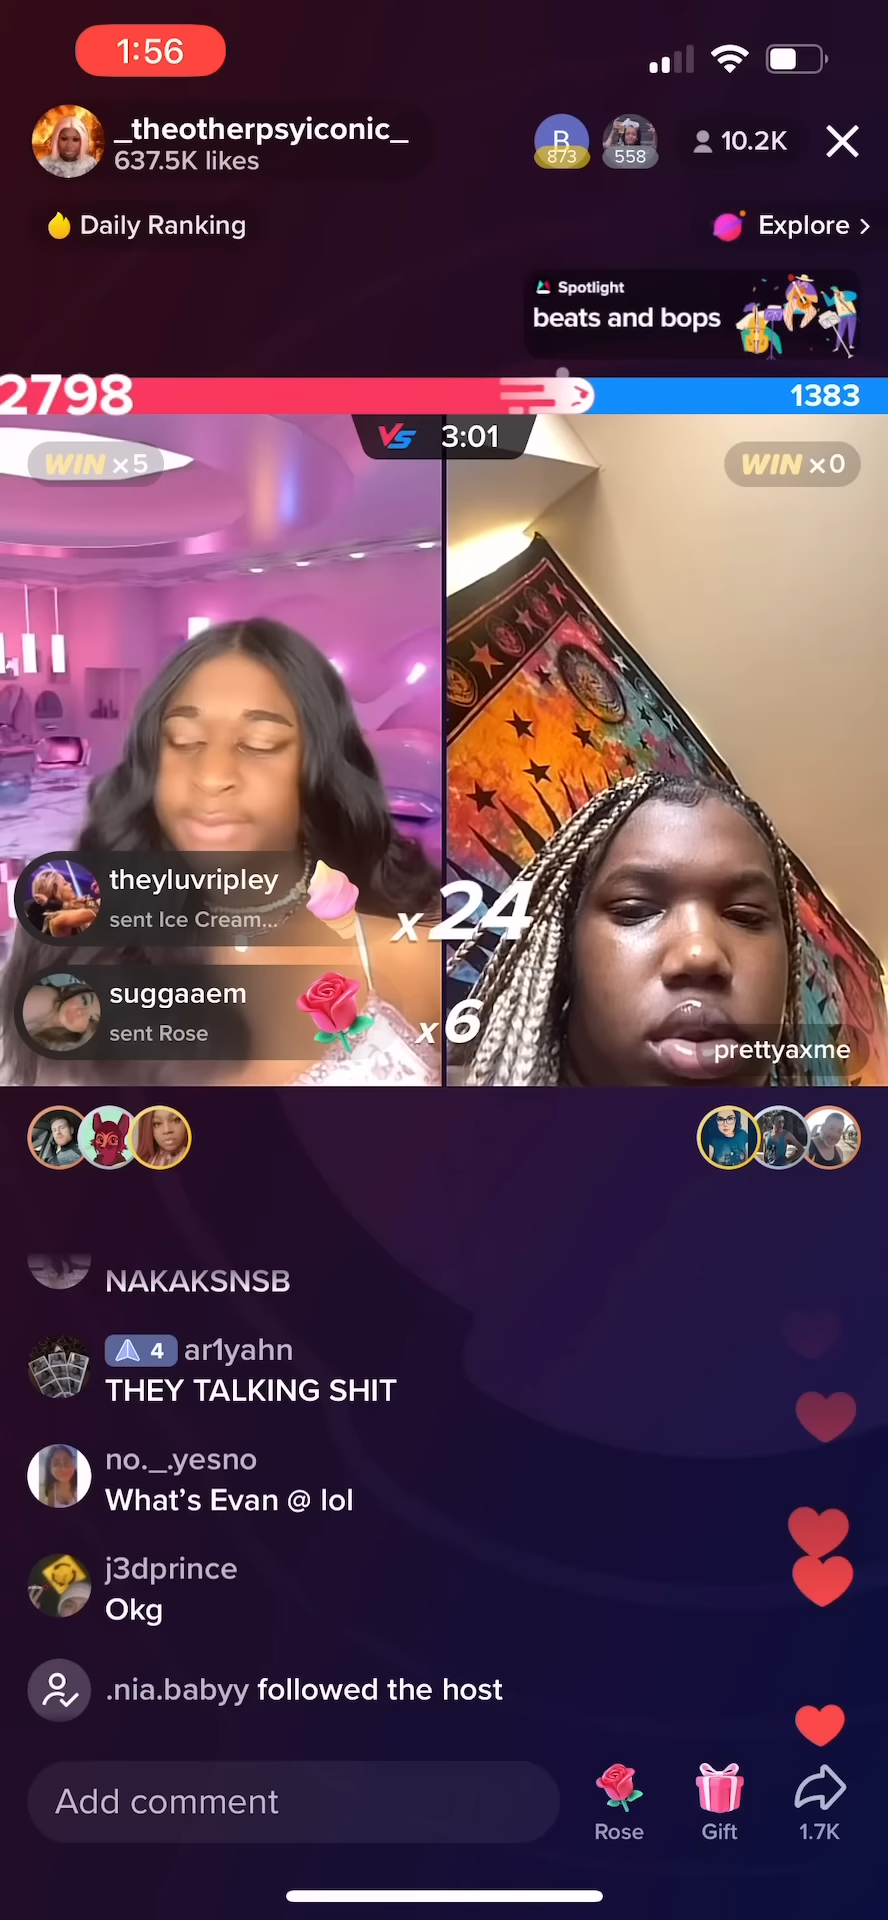 1:56
_theotherpsyiconic_
637.5K likes
B
873
558
10.2K
Daily Ranking
Explore >
Spotlight
beats and bops
2798
1383
WIN x5
VS 3:01
WIN x0
theyluvripley
sent Ice Cream...
x24
suggaaem
sent Rose
x6
prettyaxme
NAKAKSNSB
4 ar1yahn
THEY TALKING SHIT
no._.yesno
What's Evan @ lol
j3dprince
Okg
.nia.babyy followed the host
Add comment
Rose
Gift
1.7K